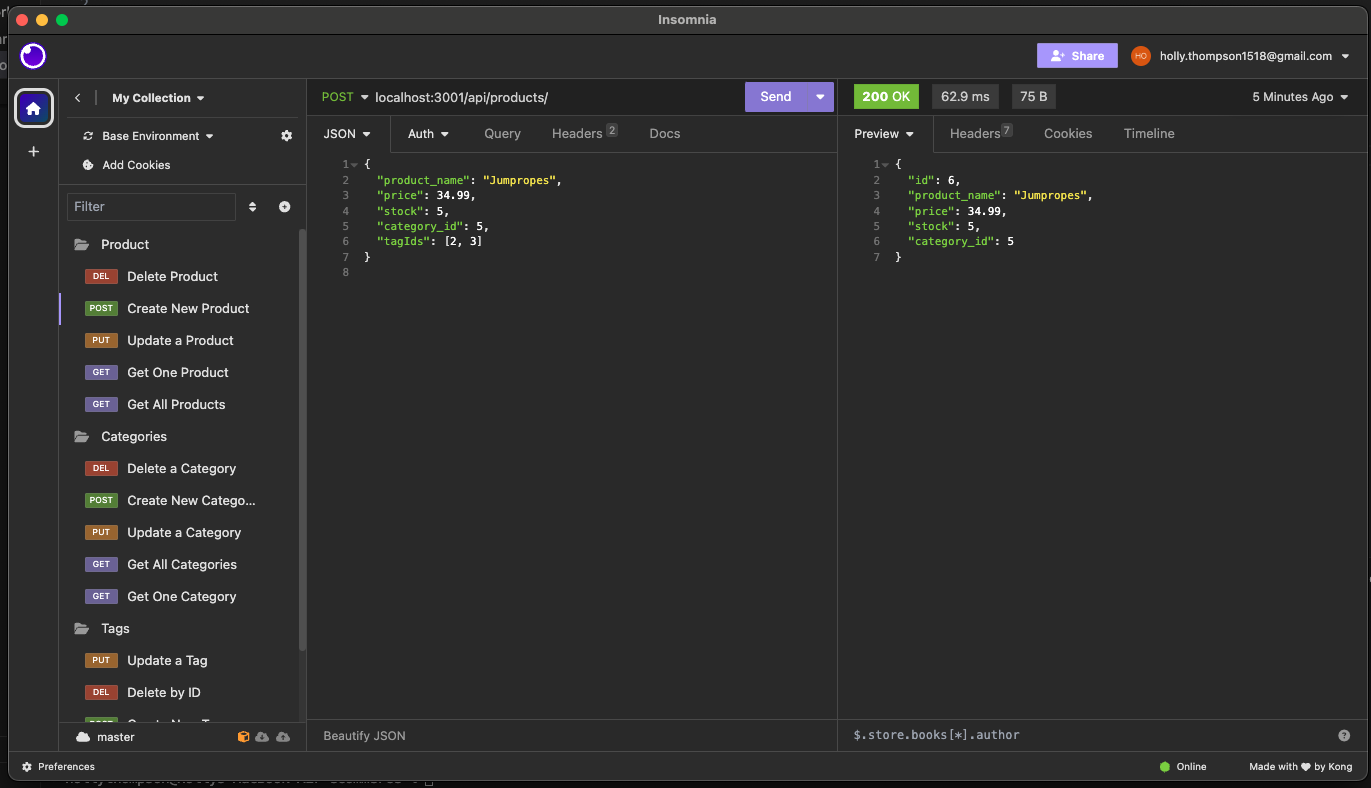 Insomnia
Share
HO
holly.thompson1518@gmail.com
My Collection
Base Environment
Add Cookies
Filter
Product
DEL Delete Product
POST Create New Product
PUT Update a Product
GET Get One Product
GET Get All Products
Categories
DEL Delete a Category
POST Create New Catego...
PUT Update a Category
GET Get All Categories
GET Get One Category
Tags
PUT Update a Tag
DEL Delete by ID
master
POST localhost:3001/api/products/
Send
JSON Auth Query Headers 2 Docs
1 {
2 "product_name": "Jumpropes",
3 "price": 34.99,
4 "stock": 5,
5 "category_id": 5,
6 "tagIds": [2, 3]
7 }
8
Beautify JSON
200 OK 62.9 ms 75 B 5 Minutes Ago
Preview Headers 7 Cookies Timeline
1 {
2 "id": 6,
3 "product_name": "Jumpropes",
4 "price": 34.99,
5 "stock": 5,
6 "category_id": 5
7 }
$.store.books[*].author
Preferences
Online
Made with ♥ by Kong